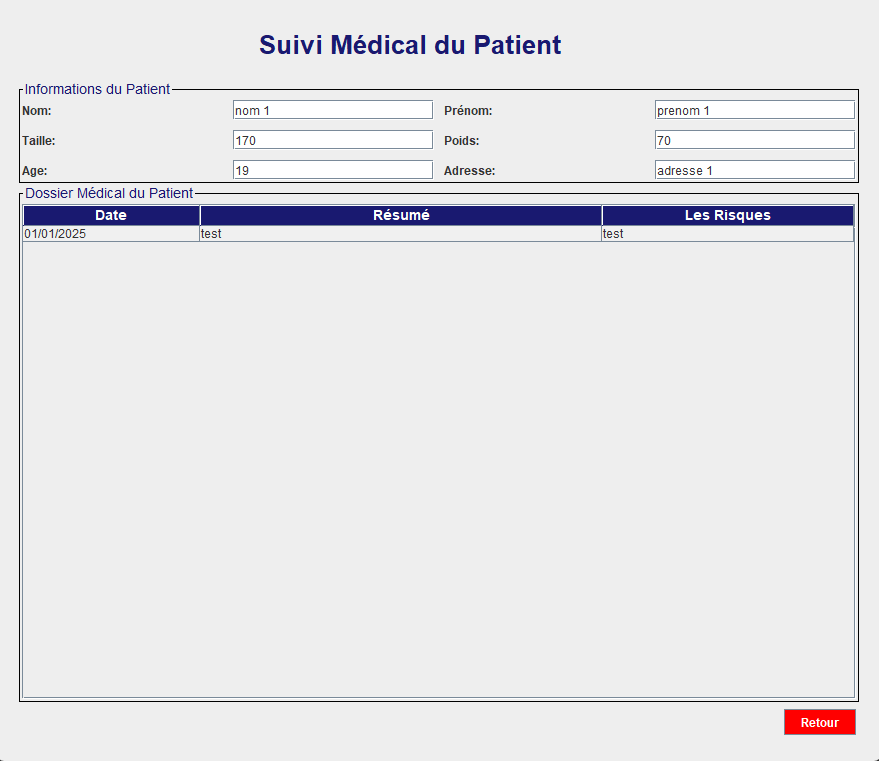 Suivi Médical du Patient
Informations du Patient
Nom: nom 1 Prénom: prenom 1
Taille: 170 Poids: 70
Age: 19 Adresse: adresse 1
Dossier Médical du Patient
Date Résumé Les Risques
01/01/2025 test test
Retour